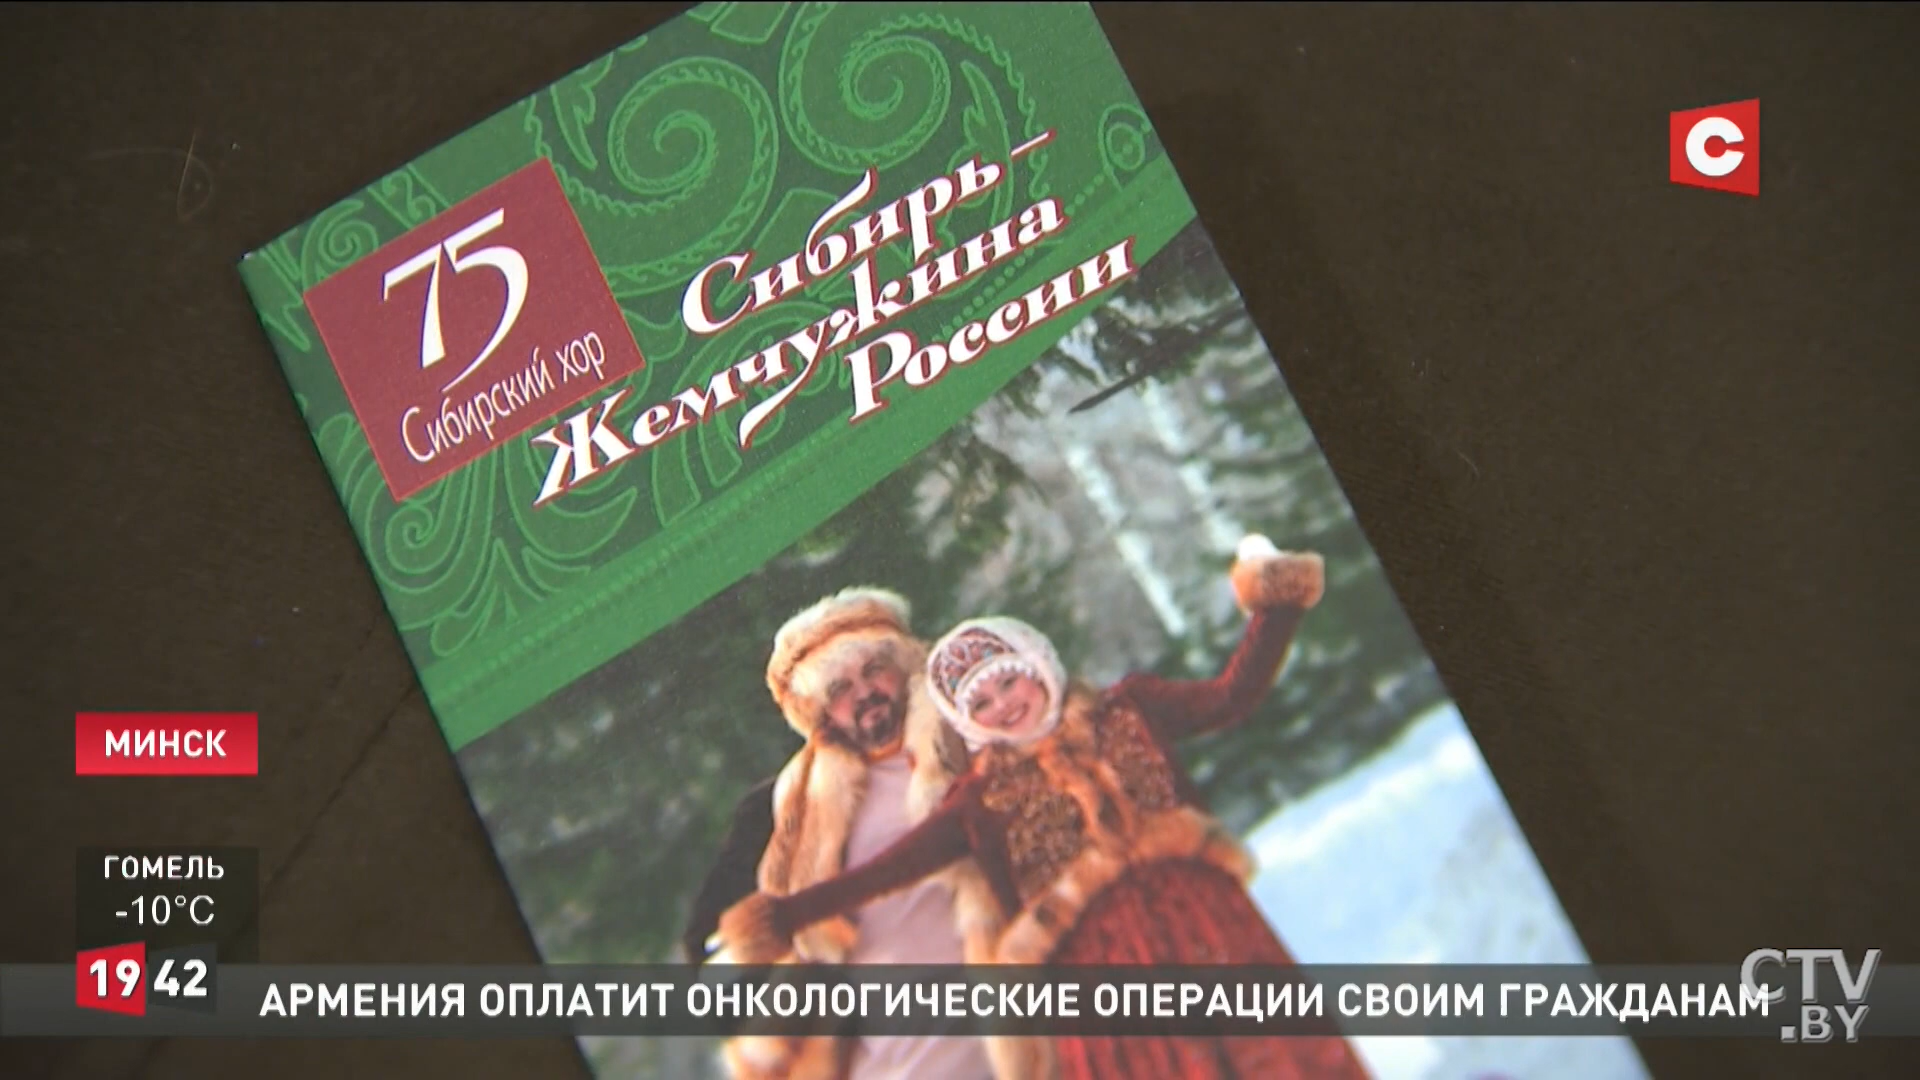 С
75
Сибирский хор
Сибирь –
Жемчужина
России
МИНСК
ГОМЕЛЬ
-10°C
19 42
АРМЕНИЯ ОПЛАТИТ ОНКОЛОГИЧЕСКИЕ ОПЕРАЦИИ СВОИМ ГРАЖДАНАМ
CTV
.BY